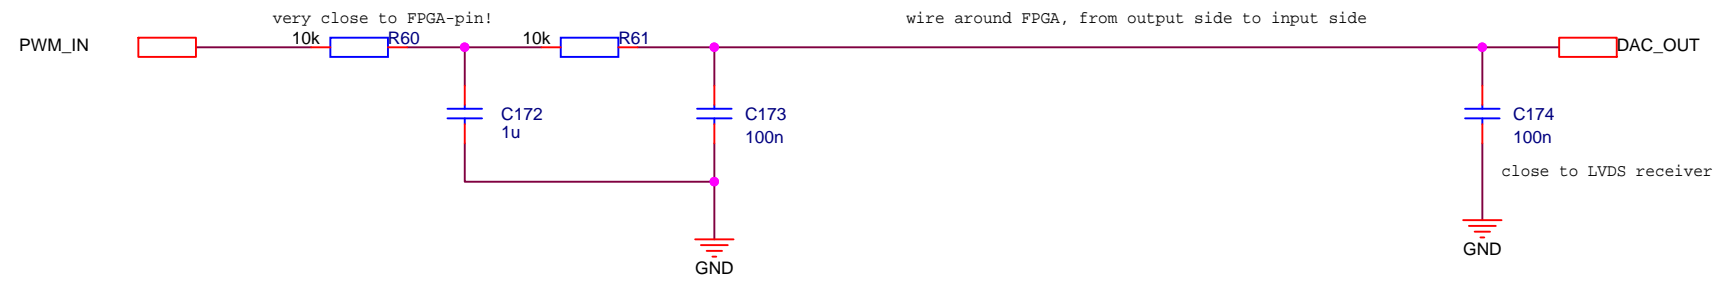 very close to FPGA-pin!
wire around FPGA, from output side to input side
PWM_IN
10k
R60
10k
R61
DAC_OUT
C172
1u
C173
100n
C174
100n
close to LVDS receiver
GND
GND